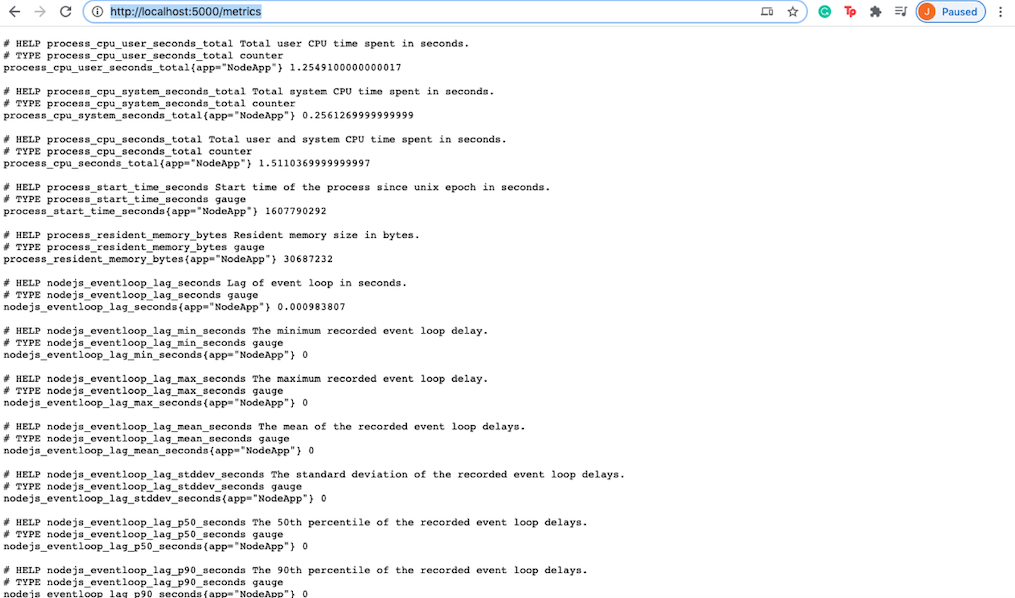 http://localhost:5000/metrics
Tp
J Paused
# HELP process_cpu_user_seconds_total Total user CPU time spent in seconds.
# TYPE process_cpu_user_seconds_total counter
process_cpu_user_seconds_total{app="NodeApp"} 1.2549100000000017
# HELP process_cpu_system_seconds_total Total system CPU time spent in seconds.
# TYPE process_cpu_system_seconds_total counter
process_cpu_system_seconds_total{app="NodeApp"} 0.2561269999999999
# HELP process_cpu_seconds_total Total user and system CPU time spent in seconds.
# TYPE process_cpu_seconds_total counter
process_cpu_seconds_total{app="NodeApp"} 1.5110369999999997
# HELP process_start_time_seconds Start time of the process since unix epoch in seconds.
# TYPE process_start_time_seconds gauge
process_start_time_seconds{app="NodeApp"} 1607790292
# HELP process_resident_memory_bytes Resident memory size in bytes.
# TYPE process_resident_memory_bytes gauge
process_resident_memory_bytes{app="NodeApp"} 30687232
# HELP nodejs_eventloop_lag_seconds Lag of event loop in seconds.
# TYPE nodejs_eventloop_lag_seconds gauge
nodejs_eventloop_lag_seconds{app="NodeApp"} 0.000983807
# HELP nodejs_eventloop_lag_min_seconds The minimum recorded event loop delay.
# TYPE nodejs_eventloop_lag_min_seconds gauge
nodejs_eventloop_lag_min_seconds{app="NodeApp"} 0
# HELP nodejs_eventloop_lag_max_seconds The maximum recorded event loop delay.
# TYPE nodejs_eventloop_lag_max_seconds gauge
nodejs_eventloop_lag_max_seconds{app="NodeApp"} 0
# HELP nodejs_eventloop_lag_mean_seconds The mean of the recorded event loop delays.
# TYPE nodejs_eventloop_lag_mean_seconds gauge
nodejs_eventloop_lag_mean_seconds{app="NodeApp"} 0
# HELP nodejs_eventloop_lag_stddev_seconds The standard deviation of the recorded event loop delays.
# TYPE nodejs_eventloop_lag_stddev_seconds gauge
nodejs_eventloop_lag_stddev_seconds{app="NodeApp"} 0
# HELP nodejs_eventloop_lag_p50_seconds The 50th percentile of the recorded event loop delays.
# TYPE nodejs_eventloop_lag_p50_seconds gauge
nodejs_eventloop_lag_p50_seconds{app="NodeApp"} 0
# HELP nodejs_eventloop_lag_p90_seconds The 90th percentile of the recorded event loop delays.
# TYPE nodejs_eventloop_lag_p90_seconds gauge
nodejs_eventloop_lag_p90_seconds{app="NodeApp"} 0